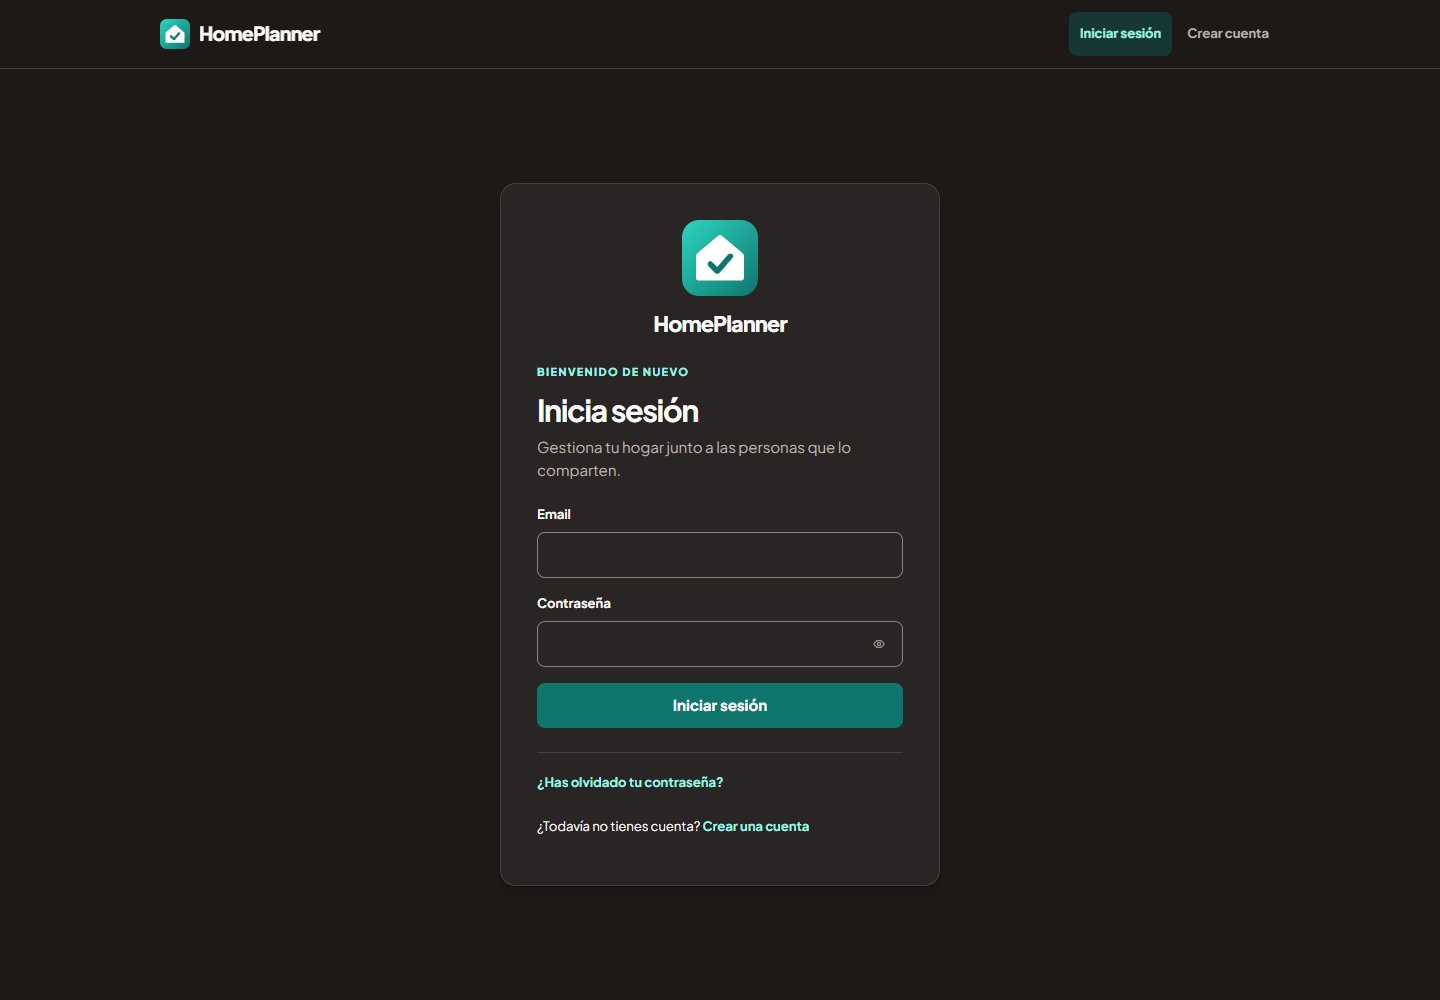 HomePlanner
Iniciar sesión
Crear cuenta
HomePlanner
BIENVENIDO DE NUEVO
Inicia sesión
Gestiona tu hogar junto a las personas que lo
comparten.
Email
Contraseña
Iniciar sesión
¿Has olvidado tu contraseña?
¿Todavía no tienes cuenta? Crear una cuenta